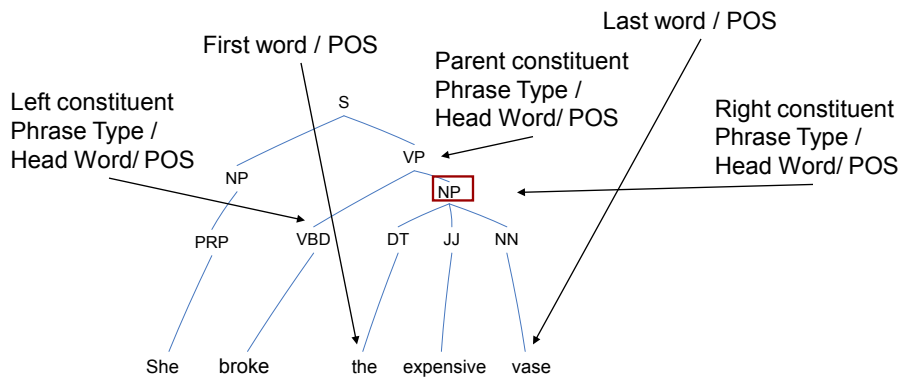 Last word / POS
First word / POS
Parent constituent
Phrase Type /
Head Word/ POS
Left constituent
Phrase Type /
Head Word/ POS
Right constituent
Phrase Type /
Head Word/ POS
S
VP
NP
NP
PRP
VBD
DT
JJ
NN
She
broke
the
expensive
vase